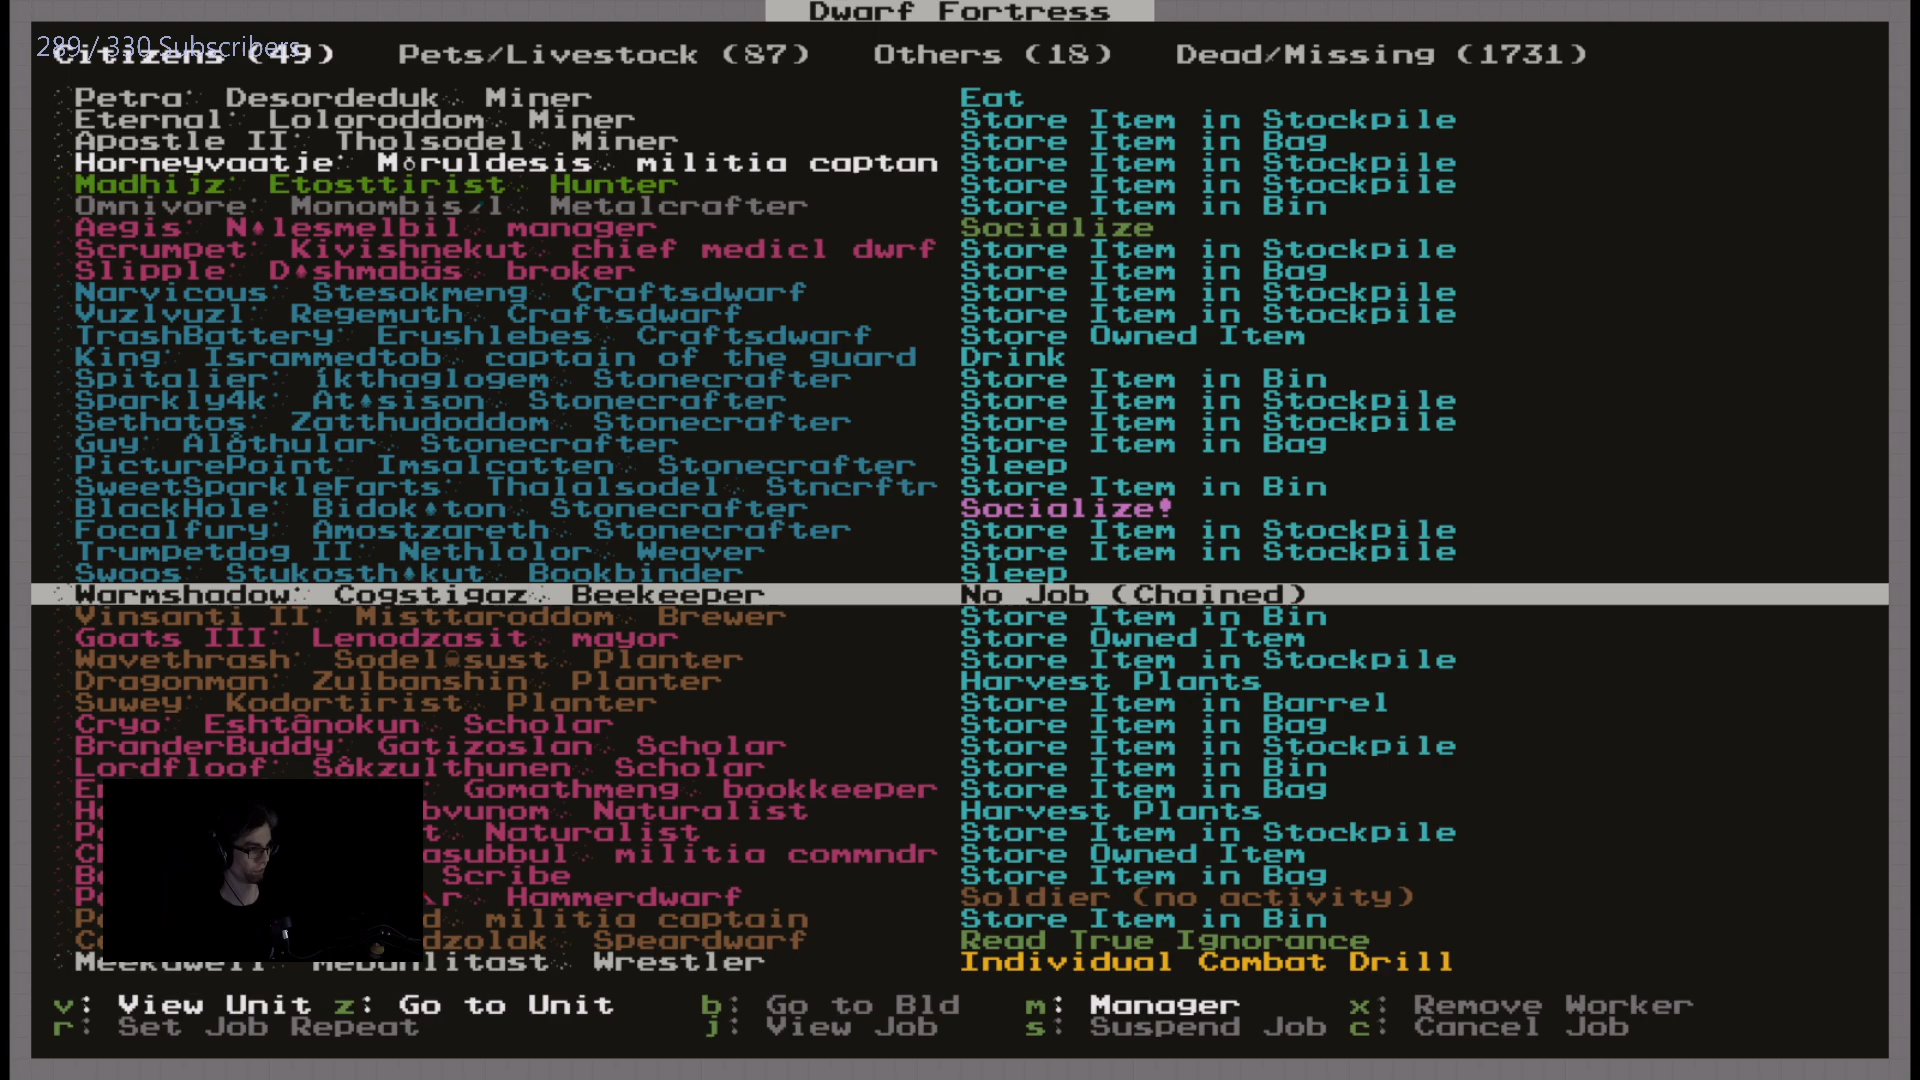 Dwarf Fortress
289 / 330 Subscribers
Citizens (49) Pets/Livestock (87) Others (18) Dead/Missing (1731)
Petra Desordeduk Miner Eat
Eternal Loloroddom Miner Store Item in Stockpile
Apostle II Tholsodel Miner Store Item in Bag
Horneyvaatje Moruldesis militia captan Store Item in Stockpile
Madhijz Etosttirist Hunter Store Item in Stockpile
Omnivore Metalcrafter Store Item in Bin
Aegis manager Socialize
Scrumpet Kivishnekut chief medicl dwrf Store Item in Stockpile
Slipple broker Store Item in Bag
Narvicous Stesokmeng Craftsdwarf Store Item in Stockpile
Vuzlvuzl Regemuth Craftsdwarf Store Item in Stockpile
TrashBattery Erushlebes Craftsdwarf Store Owned Item
King Isrammedtob captain of the guard Drink
Spitalier íkthaglogem Stonecrafter Store Item in Bin
Sparkly4k Stonecrafter Store Item in Stockpile
Sethatos Zatthudoddom Stonecrafter Store Item in Stockpile
Guy Alåthular Stonecrafter Store Item in Bag
PicturePoint Imsalcatten Stonecrafter Sleep
SweetSparkleFarts Thalalsodel Stncrftr Store Item in Bin
BlackHole Stonecrafter Socialize!
Focalfury Amostzareth Stonecrafter Store Item in Stockpile
Trumpetdog II Nethlolor Weaver Store Item in Stockpile
Swoos Bookbinder Sleep
Warmshadow Cogstigaz Beekeeper No Job (Chained)
Vinsanti II Misttaroddom Brewer Store Item in Bin
Goats III Lenodzasit mayor Store Owned Item
Wavethrash Planter Store Item in Stockpile
Dragonman Zulbanshin Planter Harvest Plants
Suwey Kodortirist Planter Store Item in Barrel
Cryo Eshtânokun Scholar Store Item in Bag
BranderBuddy Gatizoslan Scholar Store Item in Stockpile
Lordfloof Såkzulthunen Scholar Store Item in Bin
Gomathmeng bookkeeper Store Item in Bag
bvunom Naturalist Harvest Plants
t Naturalist Store Item in Stockpile
asubbul militia commndr Store Owned Item
Scribe Store Item in Bag
r Hammerdwarf Soldier (no activity)
d militia captain Store Item in Bin
dzolak Speardwarf Read True Ignorance
Wrestler Individual Combat Drill
v: View Unit z: Go to Unit b: Go to Bld m: Manager x: Remove Worker
r: Set Job Repeat j: View Job s: Suspend Job c: Cancel Job